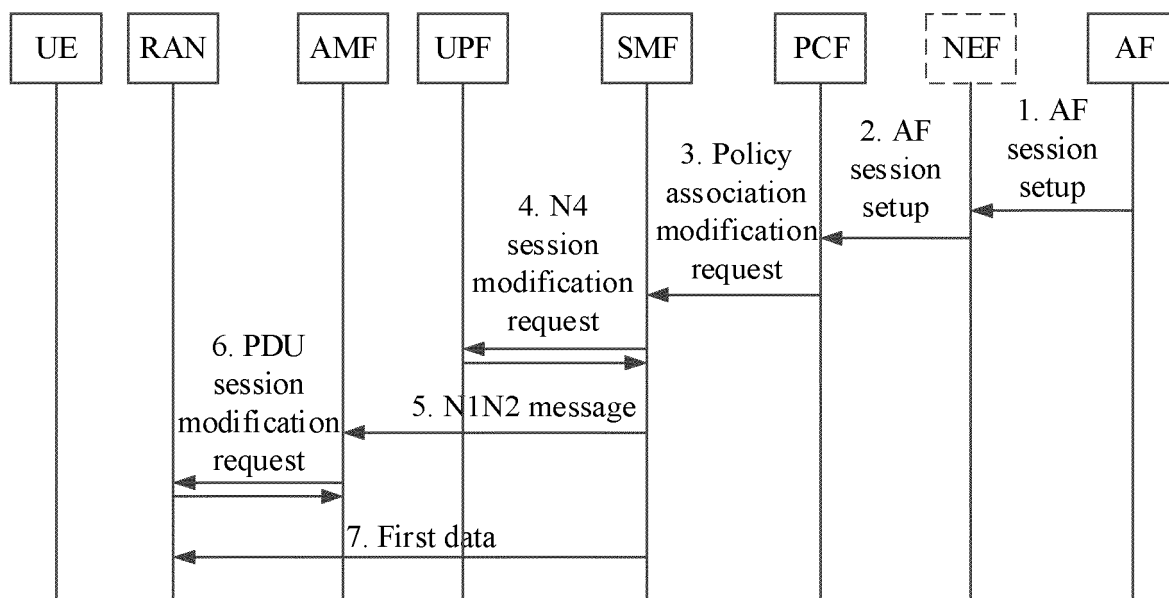 UE
RAN
AMF
UPF
SMF
PCF
NEF
AF
1. AF
session
setup
2. AF
session
setup
3. Policy
association
modification
request
4. N4
session
modification
request
5. N1N2 message
6. PDU
session
modification
request
7. First data